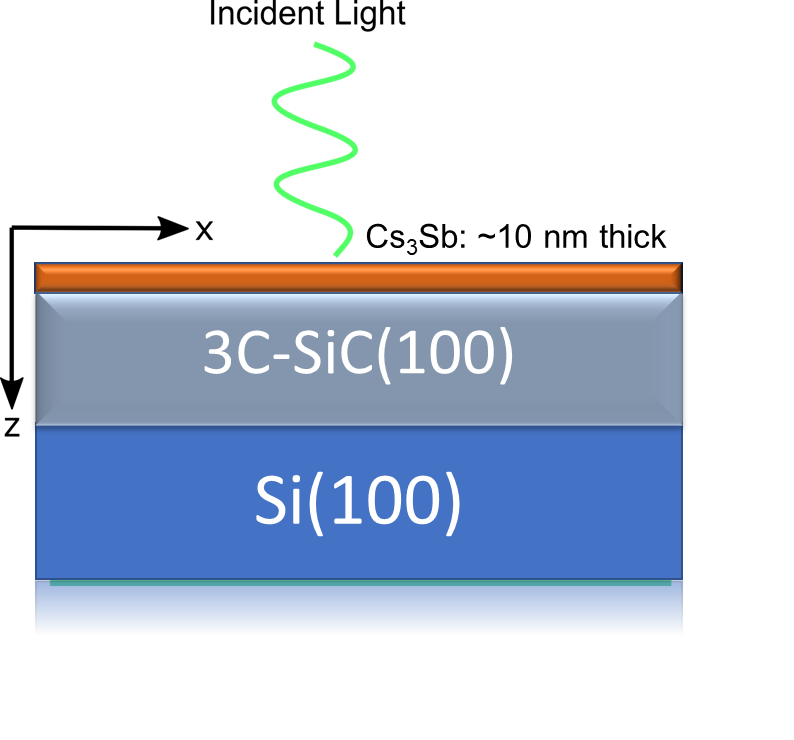 Incident Light
x
Cs₃Sb: ~10 nm thick
3C-SiC(100)
z
Si(100)